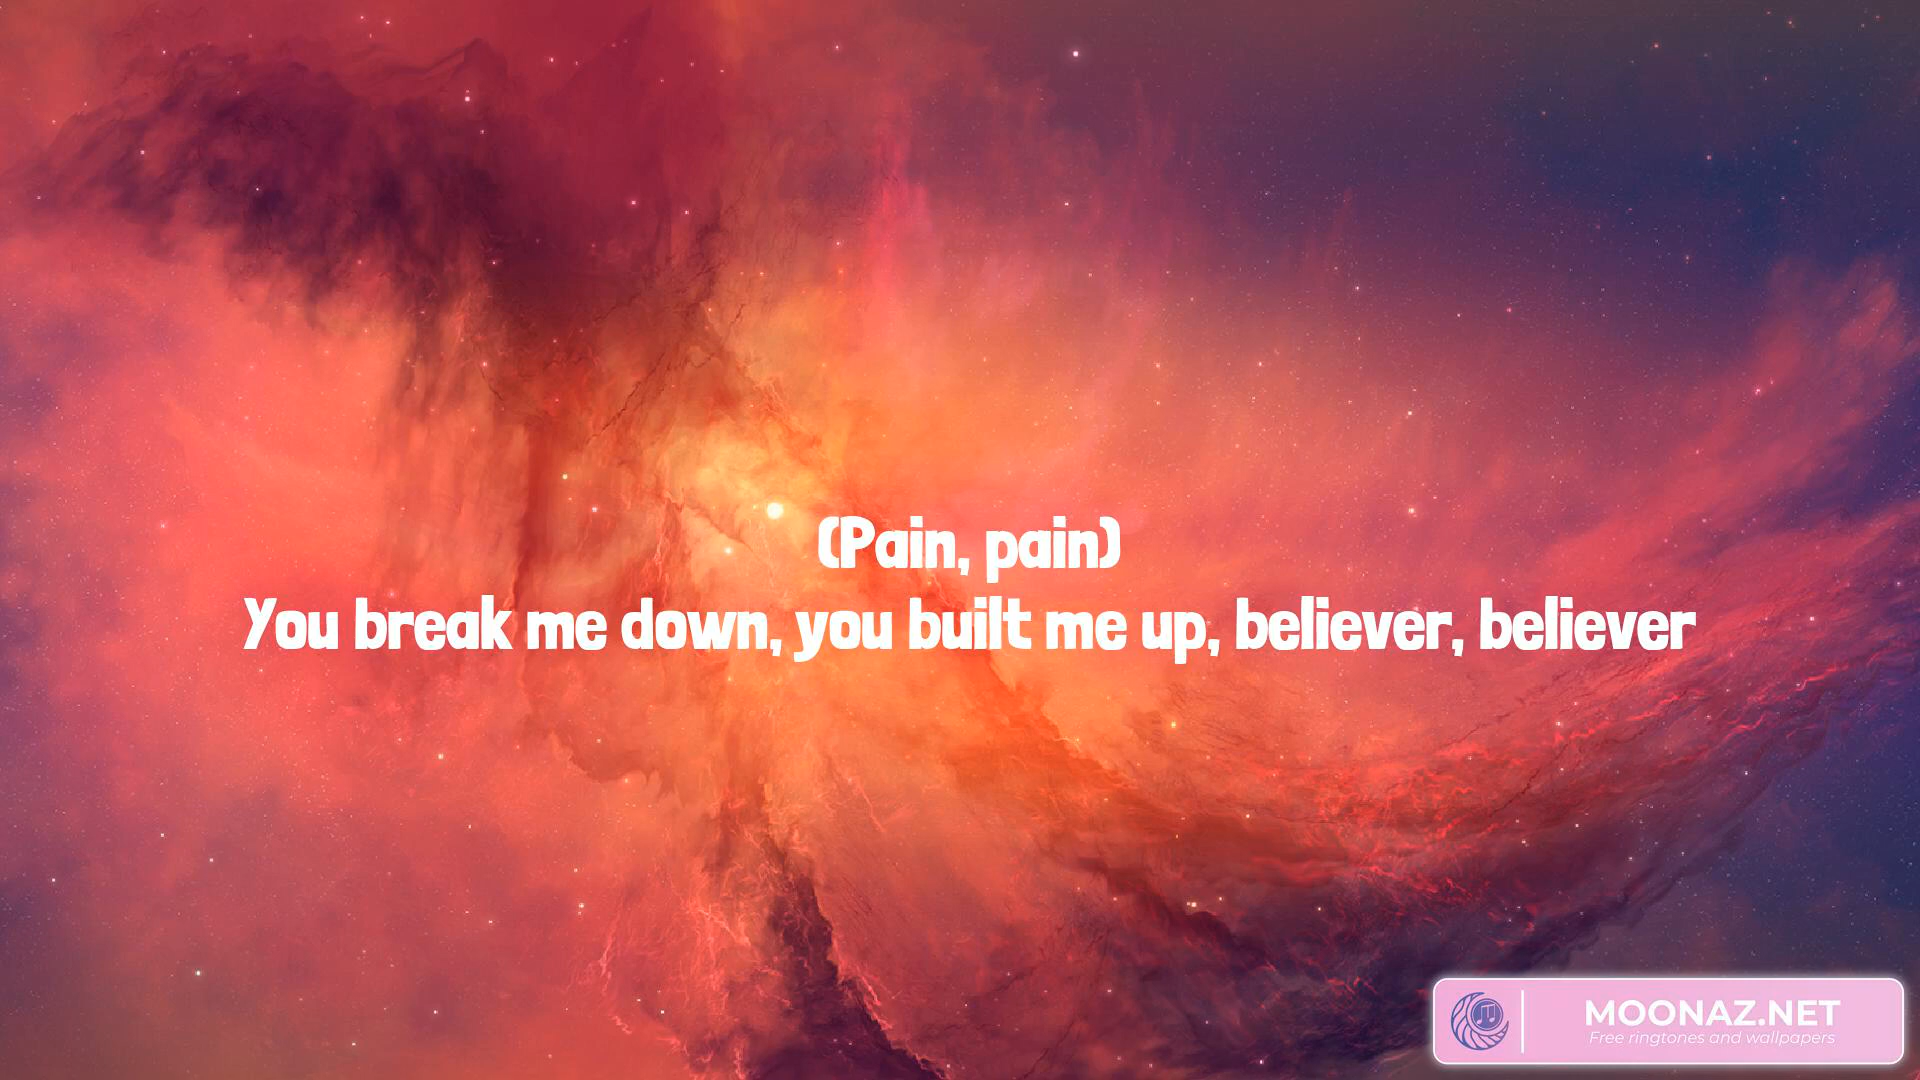 (Pain, pain)
You break me down, you built me up, believer, believer
MOONAZ.NET
Free ringtones and wallpapers